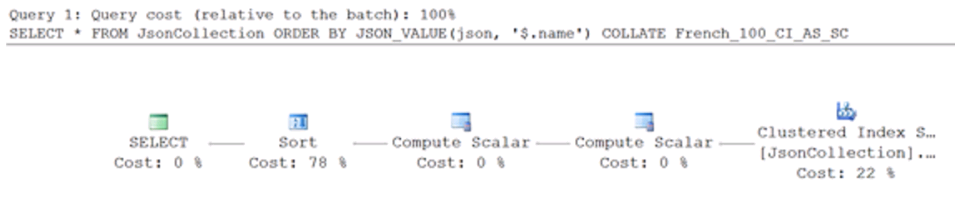 Query 1: Query cost (relative to the batch): 100%
SELECT * FROM JsonCollection ORDER BY JSON_VALUE(json, '$.name') COLLATE French_100_CI_AS_SC
SELECT
Cost: 0 %
Sort
Cost: 78 %
Compute Scalar
Cost: 0 %
Compute Scalar
Cost: 0 %
Clustered Index S…
[JsonCollection].…
Cost: 22 %